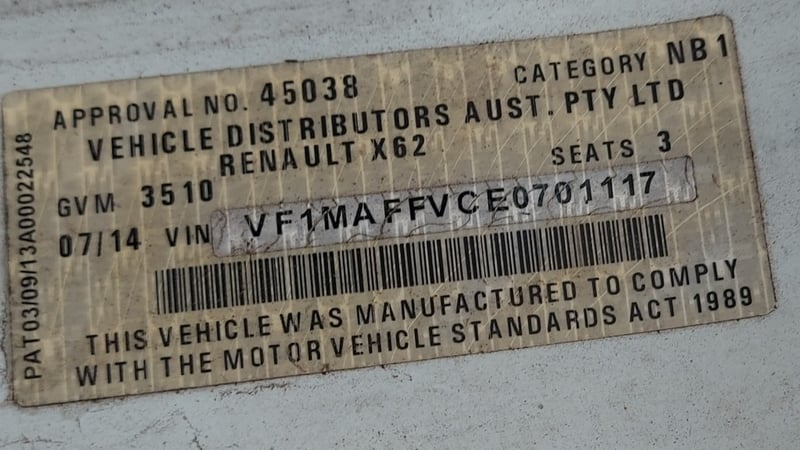 APPROVAL NO. 45038 CATEGORY NB1
VEHICLE DISTRIBUTORS AUST. PTY LTD
RENAULT X62
GVM 3510 SEATS 3
07/14 VIN VF1MAFFVCE0701117
THIS VEHICLE WAS MANUFACTURED TO COMPLY
WITH THE MOTOR VEHICLE STANDARDS ACT 1989
PAT03/09/13A00022548